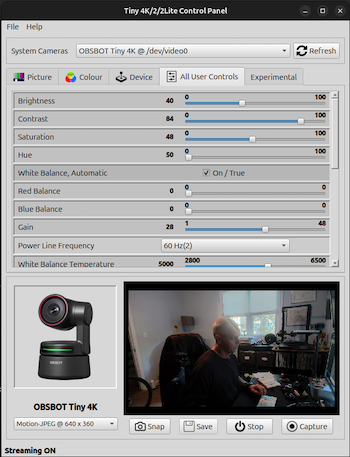 Tiny 4K/2/2Lite Control Panel
File Help
System Cameras OBSBOT Tiny 4K @ /dev/video0 Refresh
Picture Colour Device All User Controls Experimental
Brightness 40 0 100
Contrast 84 0 100
Saturation 48 0 100
Hue 50 0 100
White Balance, Automatic On / True
Red Balance 0 0 0
Blue Balance 0 0 0
Gain 28 1 48
Power Line Frequency 60 Hz(2)
White Balance Temperature 5000 2800 6500
OBSBOT
OBSBOT Tiny 4K
Motion-JPEG @ 640 x 360 Snap Save Stop Capture
Streaming ON